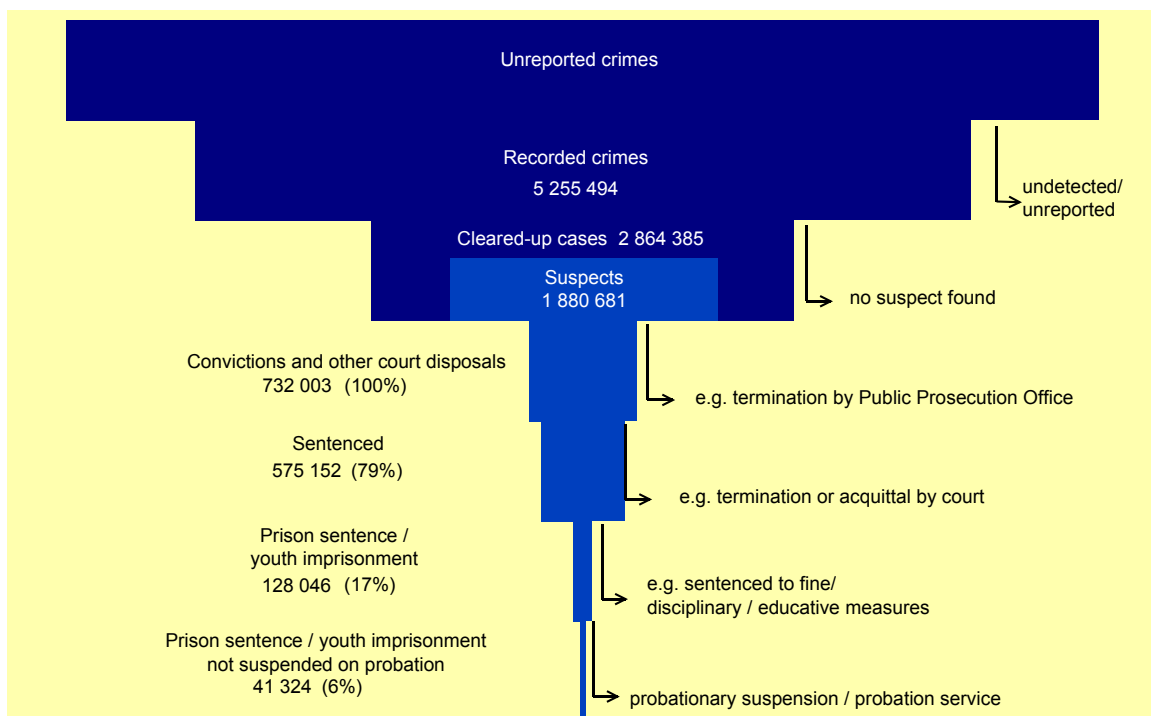 Unreported crimes
Recorded crimes
5 255 494
undetected/
unreported
Cleared-up cases 2 864 385
Suspects
1 880 681
no suspect found
Convictions and other court disposals
732 003 (100%)
e.g. termination by Public Prosecution Office
Sentenced
575 152 (79%)
e.g. termination or acquittal by court
Prison sentence /
youth imprisonment
128 046 (17%)
e.g. sentenced to fine/
disciplinary / educative measures
Prison sentence / youth imprisonment
not suspended on probation
41 324 (6%)
probationary suspension / probation service